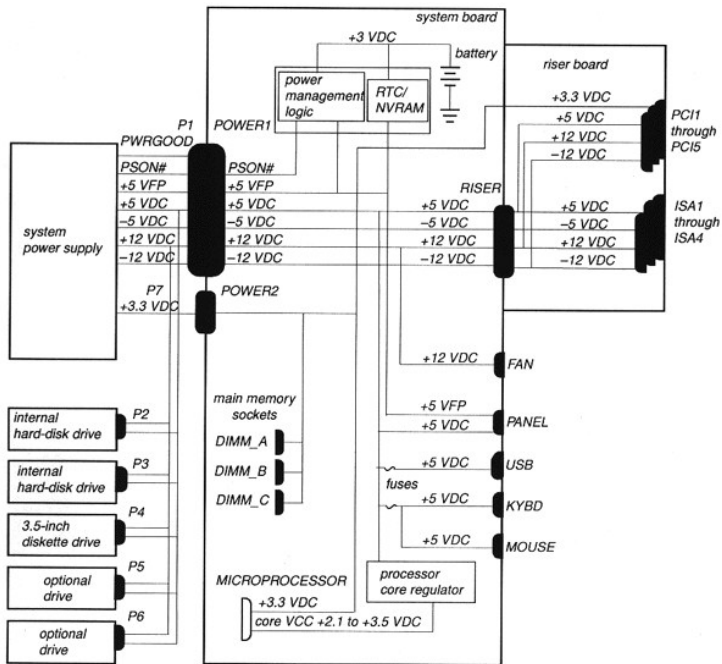 system board
+3 VDC
battery
power
management
logic
RTC/
NVRAM
riser board
+3.3 VDC
+5 VDC
+12 VDC
–12 VDC
PCI1
through
PCI5
P1
POWER1
PWRGOOD
PSON#
+5 VFP
+5 VDC
–5 VDC
+12 VDC
–12 VDC
system
power supply
PSON#
+5 VFP
+5 VDC
–5 VDC
+12 VDC
–12 VDC
RISER
+5 VDC
–5 VDC
+12 VDC
–12 VDC
+5 VDC
–5 VDC
+12 VDC
–12 VDC
ISA1
through
ISA4
P7
POWER2
+3.3 VDC
+12 VDC
FAN
main memory
sockets
DIMM_A
DIMM_B
DIMM_C
+5 VFP
+5 VDC
PANEL
+5 VDC
USB
fuses
+5 VDC
KYBD
+5 VDC
MOUSE
internal
hard-disk drive
P2
internal
hard-disk drive
P3
3.5-inch
diskette drive
P4
optional
drive
P5
optional
drive
P6
processor
core regulator
MICROPROCESSOR
+3.3 VDC
core VCC +2.1 to +3.5 VDC